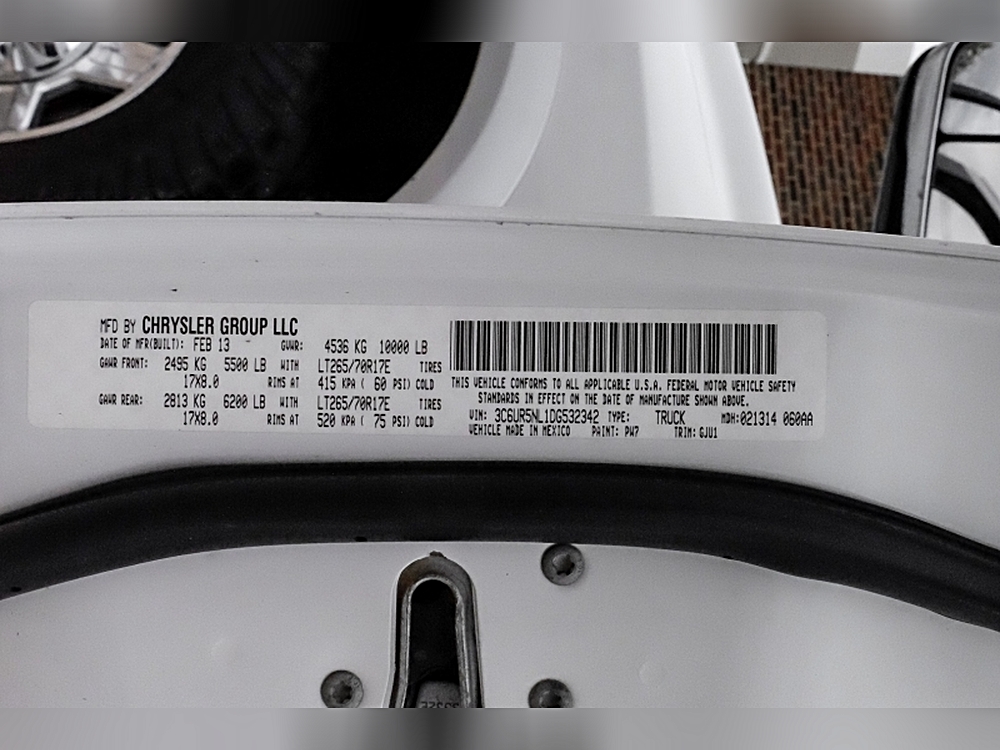 MFD BY CHRYSLER GROUP LLC
DATE OF MFR(BUILT): FEB 13 GVWR: 4536 KG 10000 LB
GAWR FRONT: 2495 KG 5500 LB WITH LT265/70R17E TIRES
17X8.0 RIMS AT 415 KPA ( 60 PSI) COLD
GAWR REAR: 2813 KG 6200 LB WITH LT265/70R17E TIRES
17X8.0 RIMS AT 520 KPA ( 75 PSI) COLD
THIS VEHICLE CONFORMS TO ALL APPLICABLE U.S.A. FEDERAL MOTOR VEHICLE SAFETY
STANDARDS IN EFFECT ON THE DATE OF MANUFACTURE SHOWN ABOVE.
VIN: 3C6UR5NL1DG532342 TYPE: TRUCK MDH:021314 060AA
VEHICLE MADE IN MEXICO PAINT: PW7 TRIM: GJU1